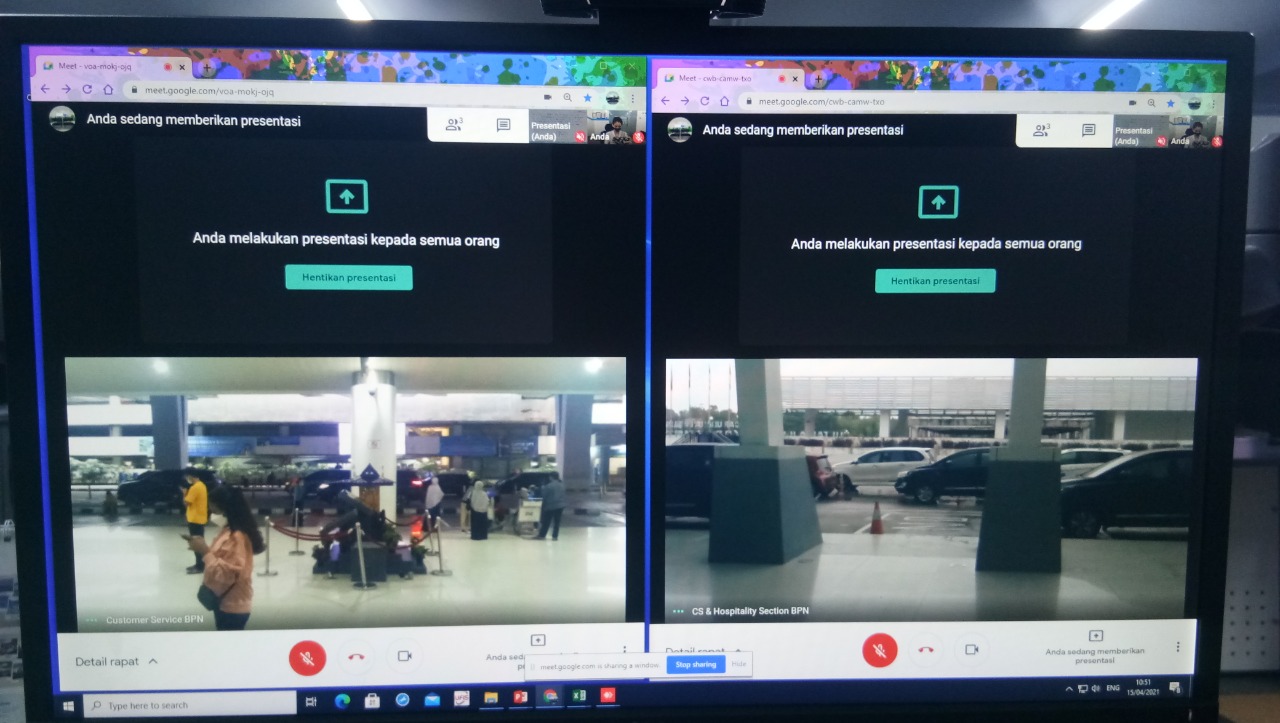 Meet - voa-mokj-ojq
meet.google.com/voa-mokj-ojq
Anda sedang memberikan presentasi
3
Presentasi
(Anda)
Anda
Anda melakukan presentasi kepada semua orang
Hentikan presentasi
Customer Service BPN
Detail rapat
Meet - cwb-camw-txo
meet.google.com/cwb-camw-txo
Anda sedang memberikan presentasi
3
Presentasi
(Anda)
Anda
Anda melakukan presentasi kepada semua orang
Hentikan presentasi
CS & Hospitality Section BPN
Detail rapat
Anda sedang memberikan
presentasi
meet.google.com is sharing a window.
Stop sharing
Hide
Type here to search
ENG
10:51
15/04/2021